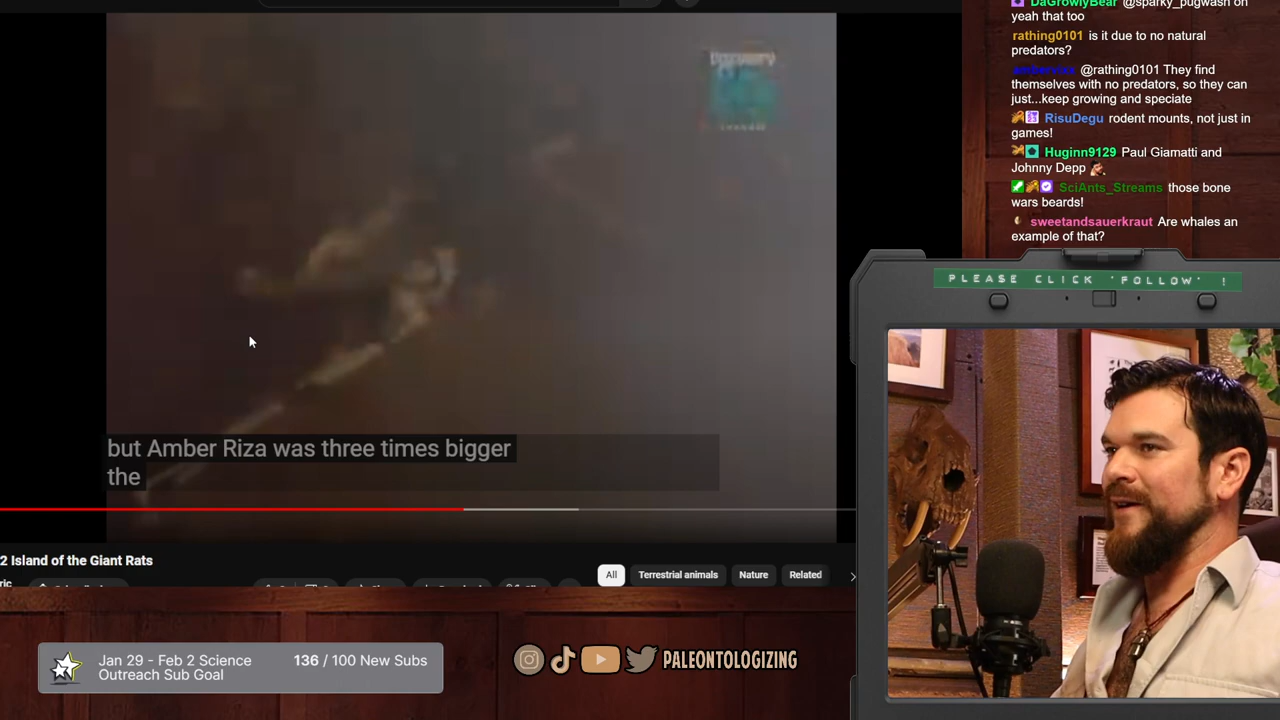 DaGrowlyBear @sparky_pugwash on
yeah that too
rathing0101 is it due to no natural
predators?
@rathing0101 They find
themselves with no predators, so they can
just...keep growing and speciate
RisuDegu rodent mounts, not just in
games!
Huginn9129 Paul Giamatti and
Johnny Depp
SciAnts_Streams those bone
wars beards!
sweetandsauerkraut Are whales an
example of that?
PLEASE CLICK "FOLLOW" !
but Amber Riza was three times bigger
the
2 Island of the Giant Rats
ric
All
Terrestrial animals
Nature
Related
Jan 29 - Feb 2 Science
Outreach Sub Goal
136 / 100 New Subs
PALEONTOLOGIZING